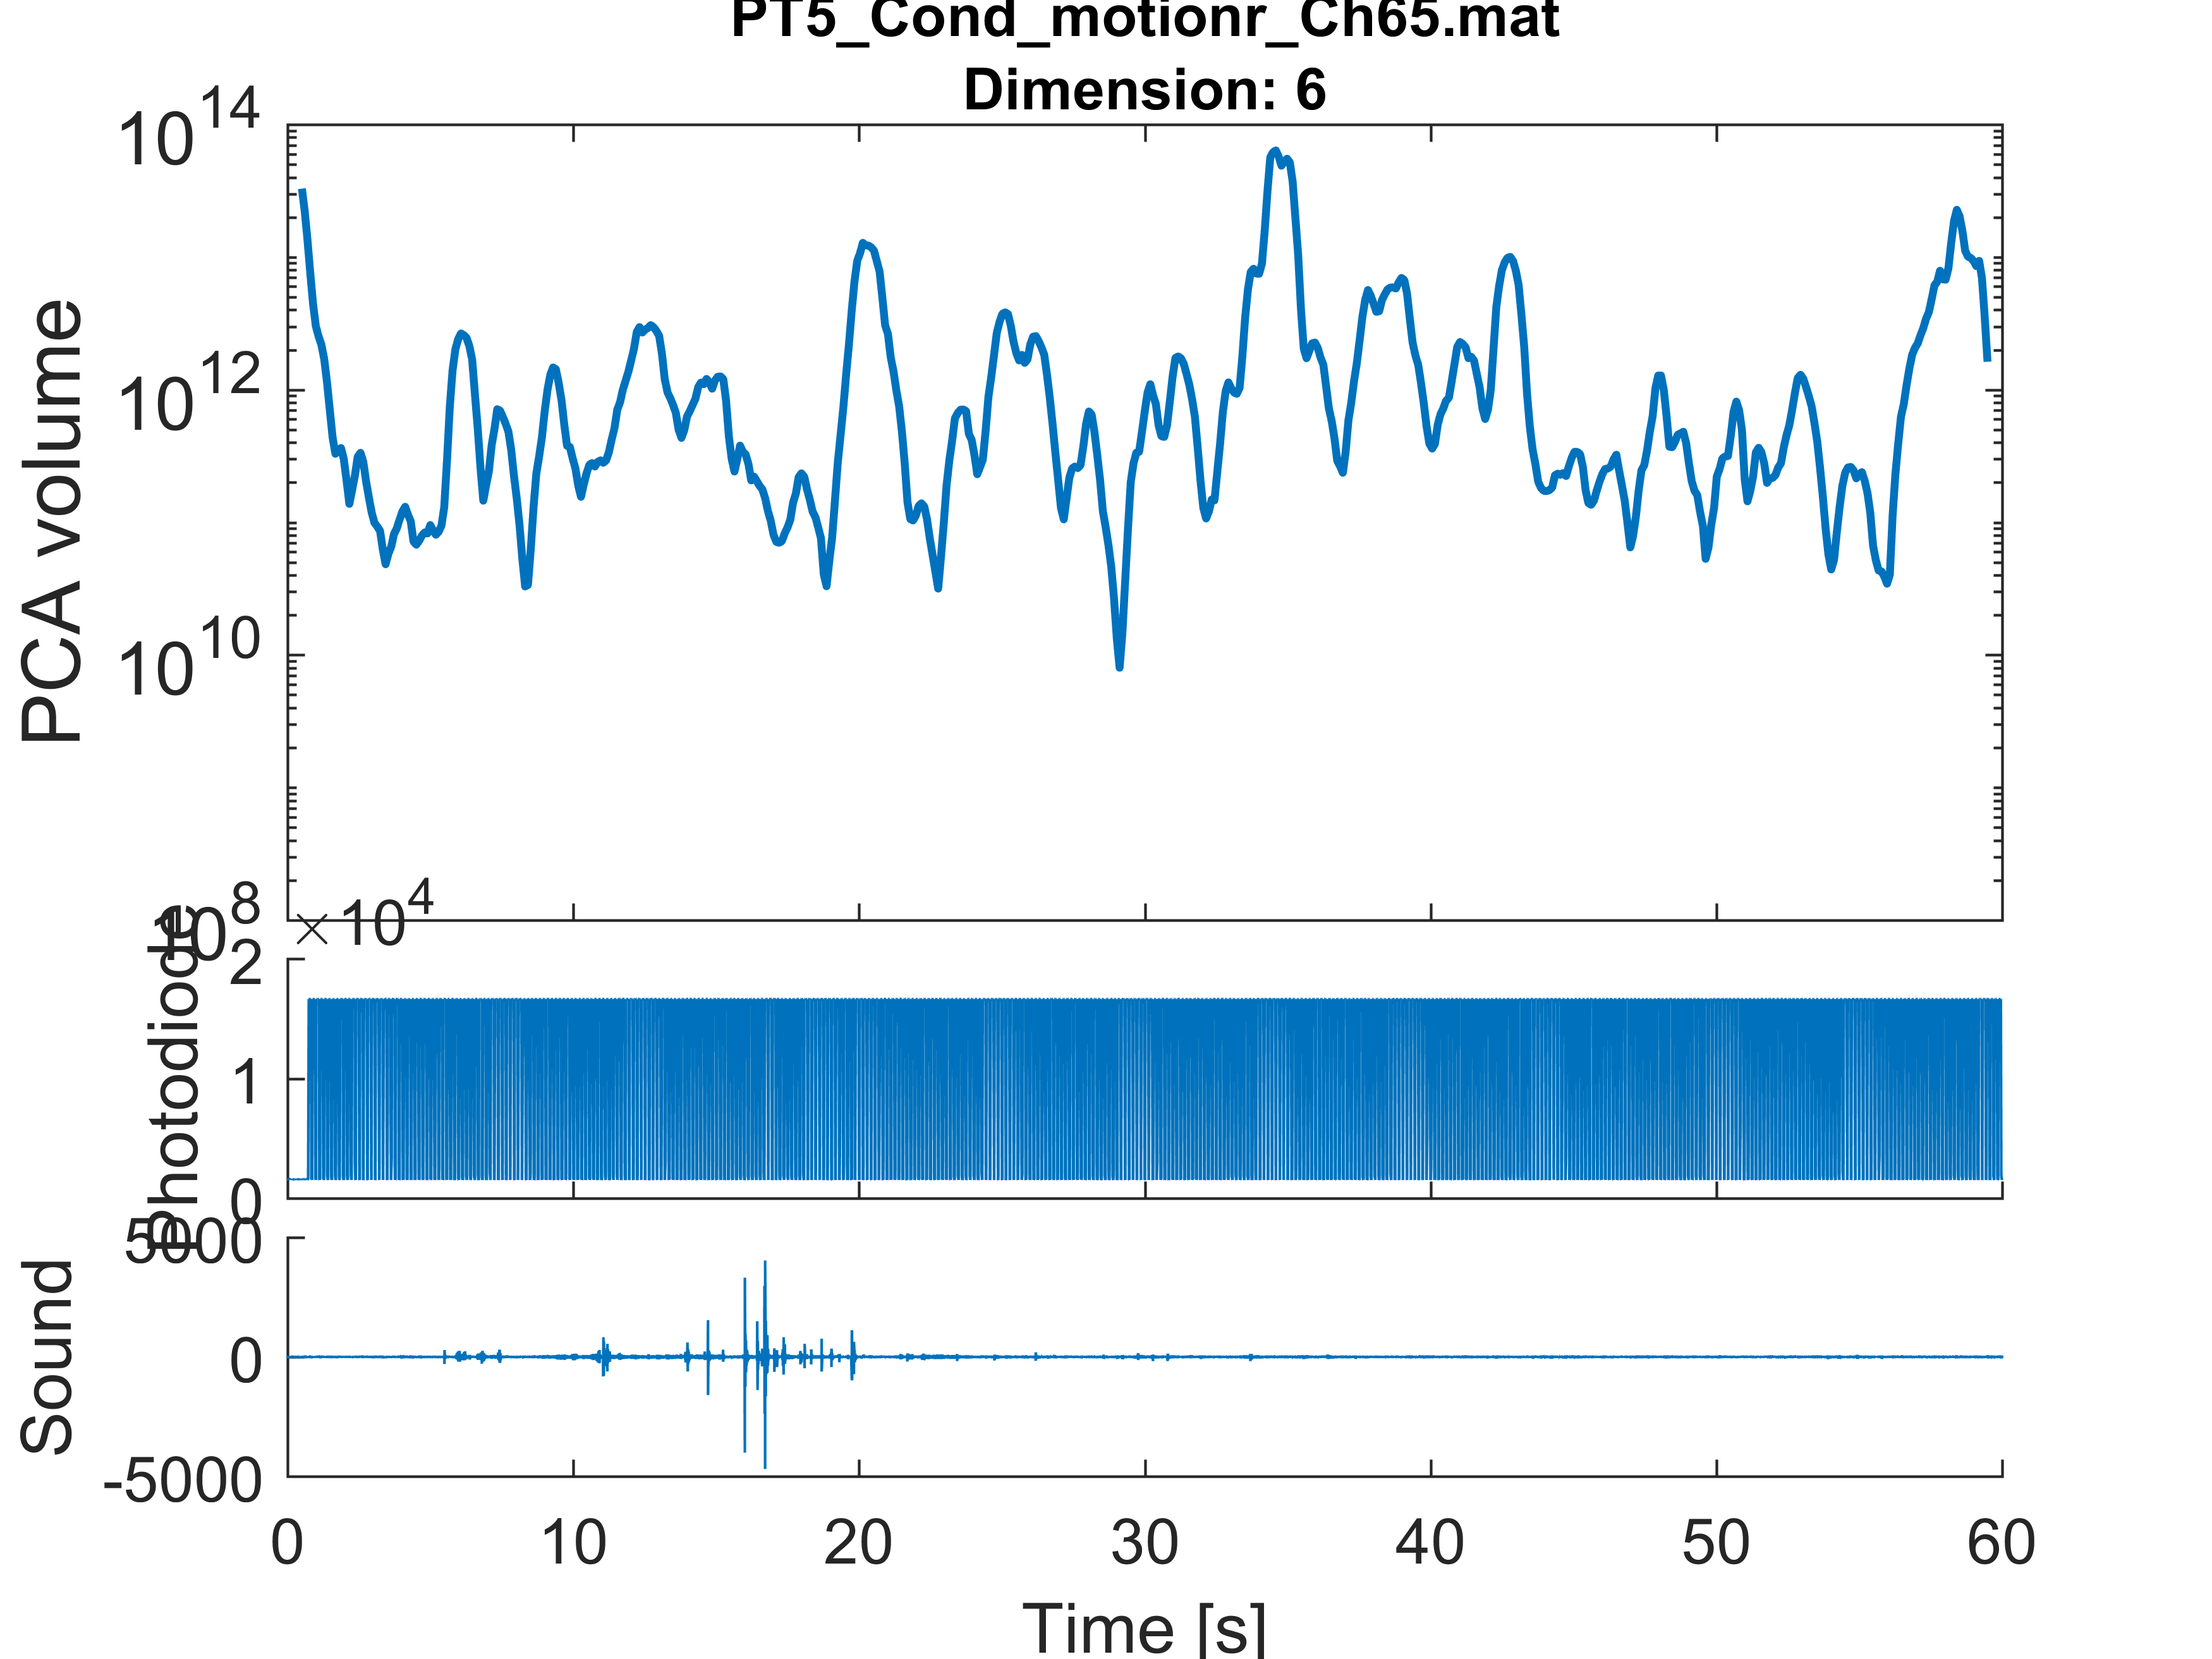 PT5_Cond_motionr_Ch65.mat
Dimension: 6
10^14
10^12
10^10
10^8
PCA volume
×10^4
2
1
0
Photodiode
5000
0
-5000
Sound
0 10 20 30 40 50 60
Time [s]